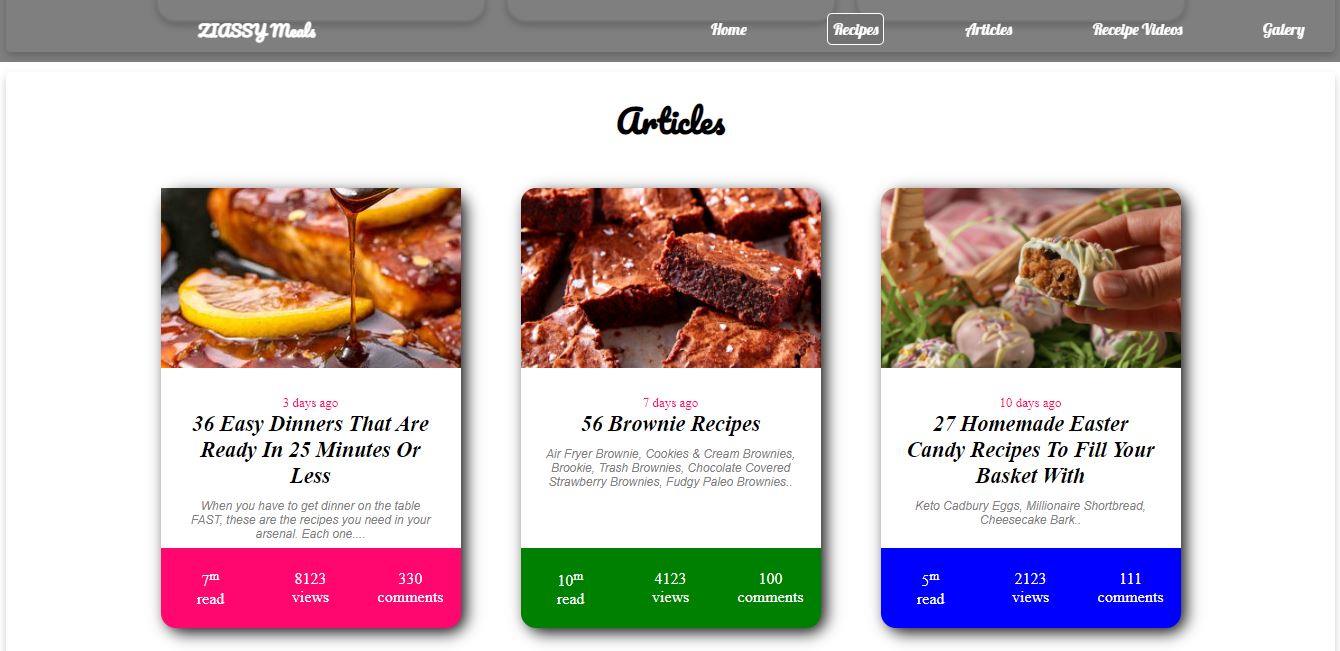 ZIASSY Meals
Home
Recipes
Articles
Receipe Videos
Galery
Articles
3 days ago
36 Easy Dinners That Are
Ready In 25 Minutes Or
Less
When you have to get dinner on the table
FAST, these are the recipes you need in your
arsenal. Each one....
7m
read
8123
views
330
comments
7 days ago
56 Brownie Recipes
Air Fryer Brownie, Cookies & Cream Brownies,
Brookie, Trash Brownies, Chocolate Covered
Strawberry Brownies, Fudgy Paleo Brownies..
10m
read
4123
views
100
comments
10 days ago
27 Homemade Easter
Candy Recipes To Fill Your
Basket With
Keto Cadbury Eggs, Millionaire Shortbread,
Cheesecake Bark..
5m
read
2123
views
111
comments